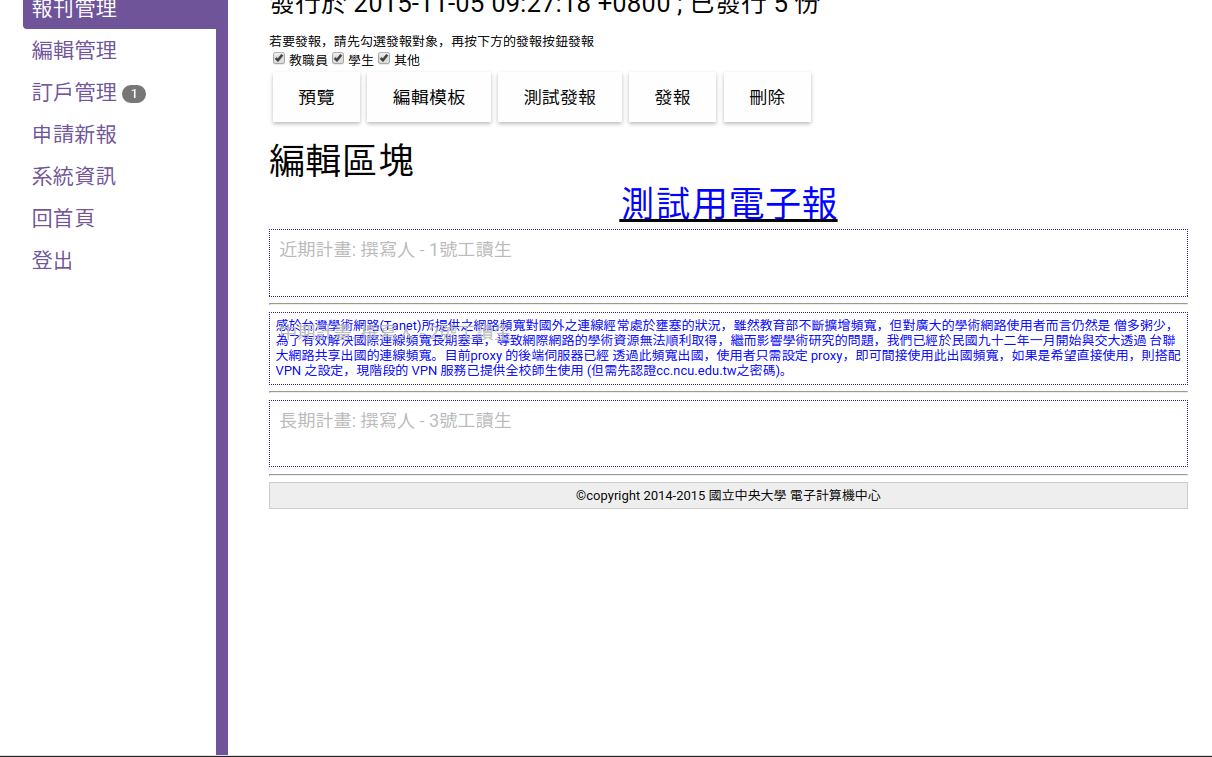 報刊管理
編輯管理
訂戶管理 1
申請新報
系統資訊
回首頁
登出
發行於 2015-11-05 09:27:18 +0800 ; 已發行 5 份
若要發報，請先勾選發報對象，再按下方的發報按鈕發報
教職員 學生 其他
預覽 編輯模板 測試發報 發報 刪除
編輯區塊
測試用電子報
近期計畫: 撰寫人 - 1號工讀生
感於台灣學術網路(Tanet)所提供之網路頻寬對國外之連線經常處於壅塞的狀況，雖然教育部不斷擴增頻寬，但對廣大的學術網路使用者而言仍然是 僧多粥少，
為了有效解決國際連線頻寬長期塞車，導致網際網路的學術資源無法順利取得，繼而影響學術研究的問題，我們已經於民國九十二年一月開始與交大透過 台聯
大網路共享出國的連線頻寬。目前proxy 的後端伺服器已經 透過此頻寬出國，使用者只需設定 proxy，即可間接使用此出國頻寬，如果是希望直接使用，則搭配
VPN 之設定，現階段的 VPN 服務已提供全校師生使用 (但需先認證cc.ncu.edu.tw之密碼)。
長期計畫: 撰寫人 - 3號工讀生
©copyright 2014-2015 國立中央大學 電子計算機中心